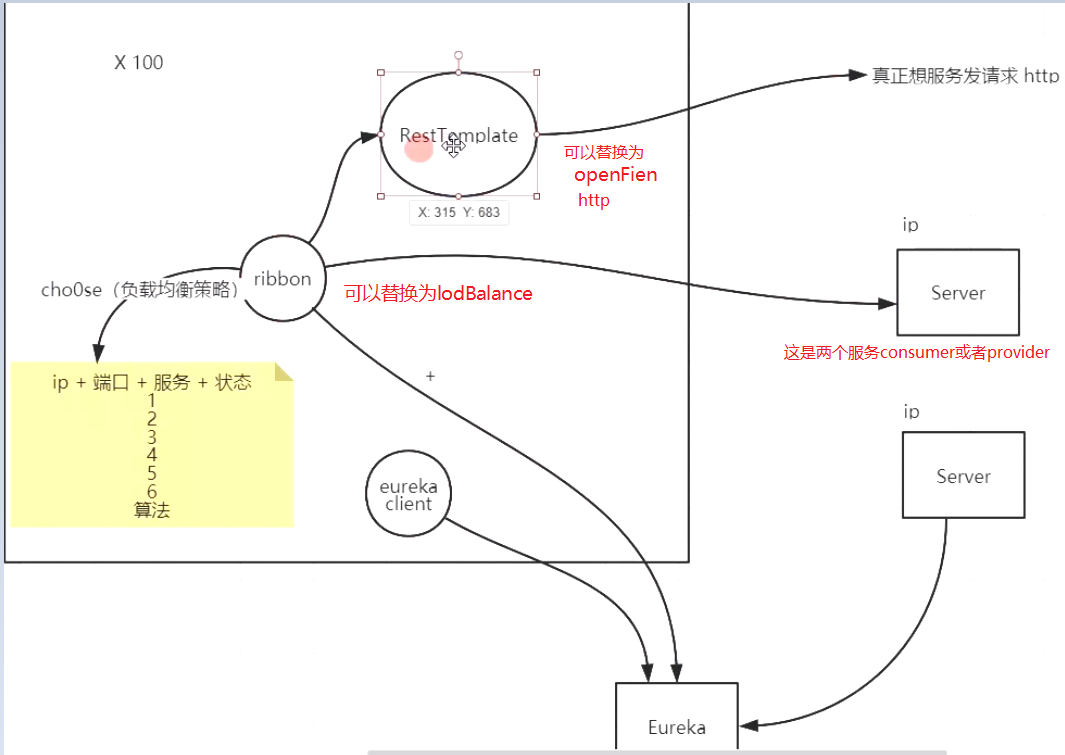 X 100
RestTemplate
真正想服务发请求 http
可以替换为
openFien
http
X: 315 Y: 683
ip
cho0se（负载均衡策略）
ribbon
可以替换为lodBalance
Server
这是两个服务consumer或者provider
ip + 端口 + 服务 + 状态
1
2
3
4
5
6
算法
+
ip
Server
eureka
client
Eureka